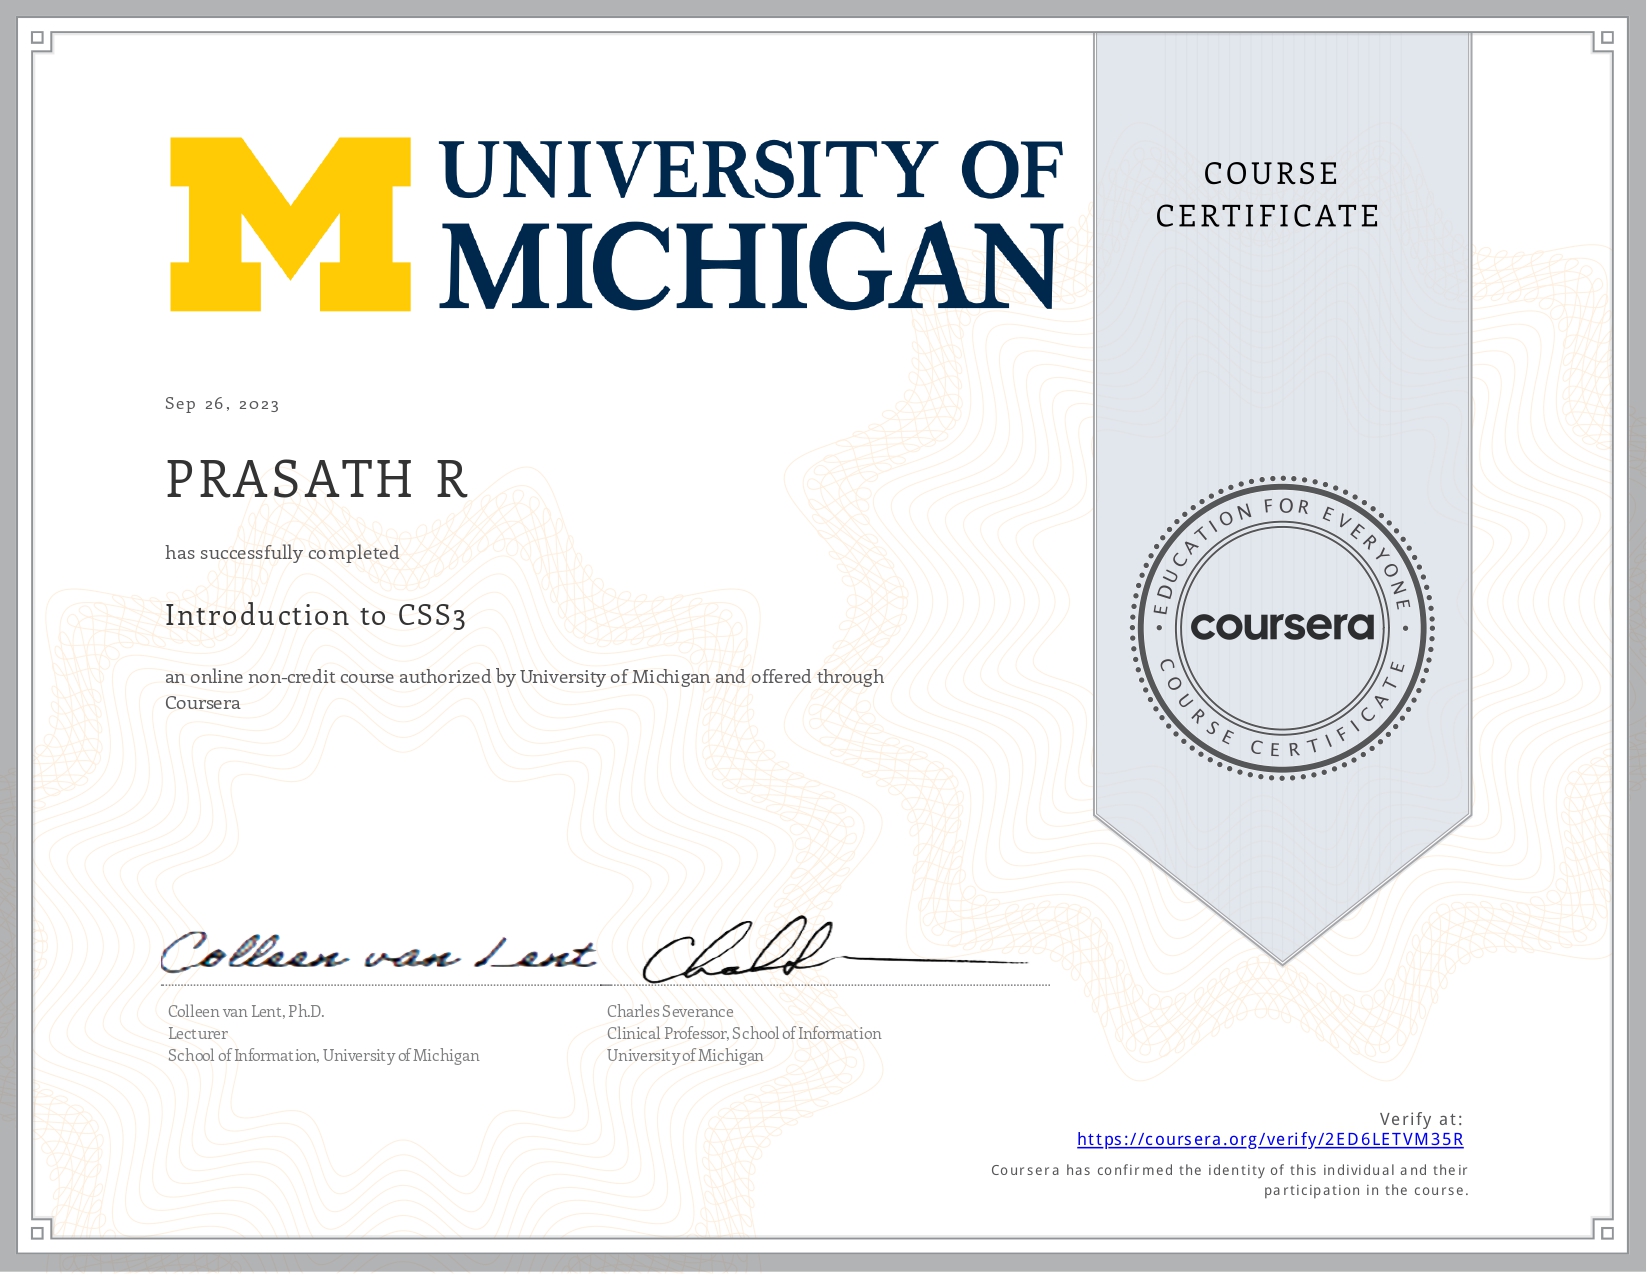 UNIVERSITY OF
MICHIGAN
COURSE
CERTIFICATE
Sep 26, 2023
PRASATH R
has successfully completed
Introduction to CSS3
an online non-credit course authorized by University of Michigan and offered through
Coursera
EDUCATION FOR EVERYONE
coursera
COURSE CERTIFICATE
Colleen van Lent
Colleen van Lent, Ph.D.
Lecturer
School of Information, University of Michigan
Charles Severance
Clinical Professor, School of Information
University of Michigan
Verify at:
https://coursera.org/verify/2ED6LETVM35R
Coursera has confirmed the identity of this individual and their
participation in the course.